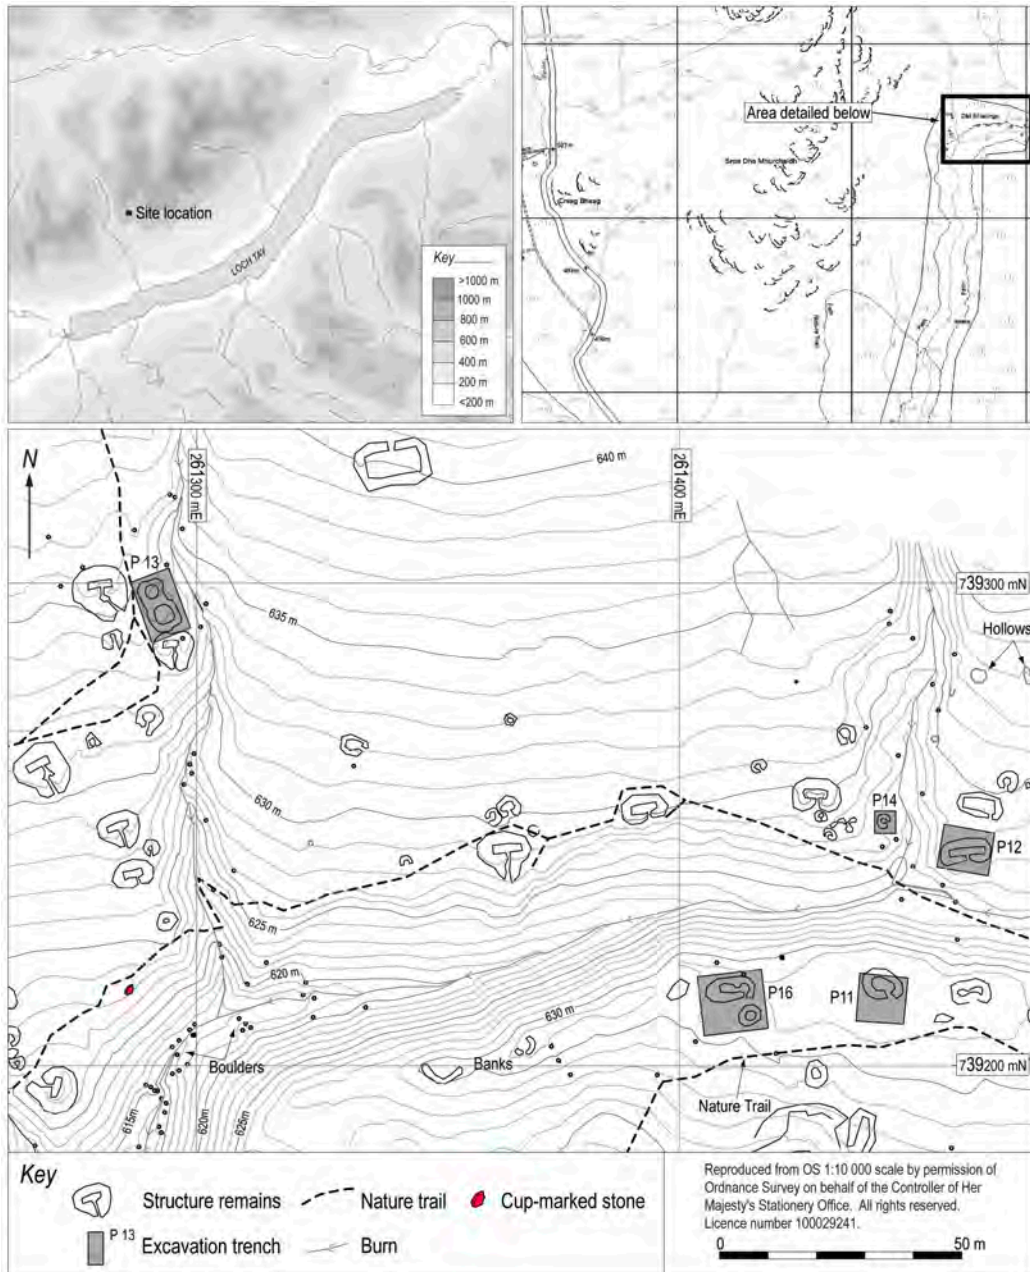 Site location
LOCH TAY
Key
>1000 m
1000 m
800 m
600 m
400 m
200 m
<200 m
Area detailed below
Creag Bheag
Nature Trail
N
261300 mE
640 m
261400 mE
P 13
739300 mN
635 m
Hollows
630 m
P14
P12
625 m
620 m
P16
P11
630 m
Boulders
Banks
739200 mN
Nature Trail
615m
620m
625m
Key
Structure remains
Nature trail
Cup-marked stone
P 13
Excavation trench
Burn
Reproduced from OS 1:10 000 scale by permission of
Ordnance Survey on behalf of the Controller of Her
Majesty's Stationery Office. All rights reserved.
Licence number 100029241.
0 50 m